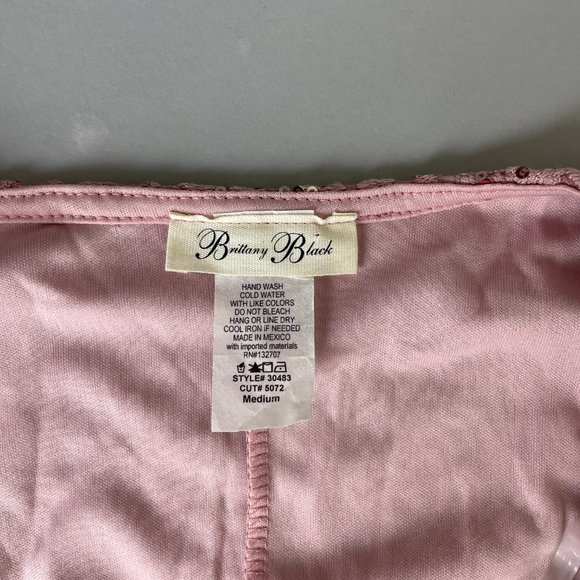 Brittany Black
HAND WASH
COLD WATER
WITH LIKE COLORS
DO NOT BLEACH
HANG OR LINE DRY
COOL IRON IF NEEDED
MADE IN MEXICO
with imported materials
RN#132707
STYLE# 30483
CUT# 5072
Medium